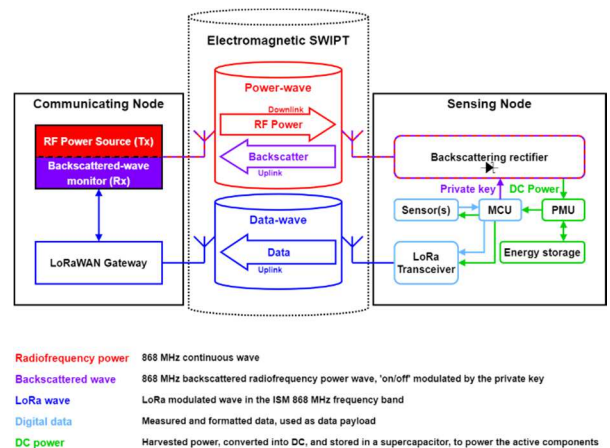 Electromagnetic SWIPT
Power-wave
Communicating Node
Sensing Node
Downlink
RF Power
RF Power Source (Tx)
Backscattered-wave
monitor (Rx)
Backscatter
Uplink
Backscattering rectifier
Private key
DC Power
Data-wave
Sensor(s)
MCU
PMU
LoRaWAN Gateway
Data
Uplink
LoRa
Transceiver
Energy storage
Radiofrequency power 868 MHz continuous wave
Backscattered wave 868 MHz backscattered radiofrequency power wave, 'on/off' modulated by the private key
LoRa wave LoRa modulated wave in the ISM 868 MHz frequency band
Digital data Measured and formatted data, used as data payload
DC power Harvested power, converted into DC, and stored in a supercapacitor, to power the active components